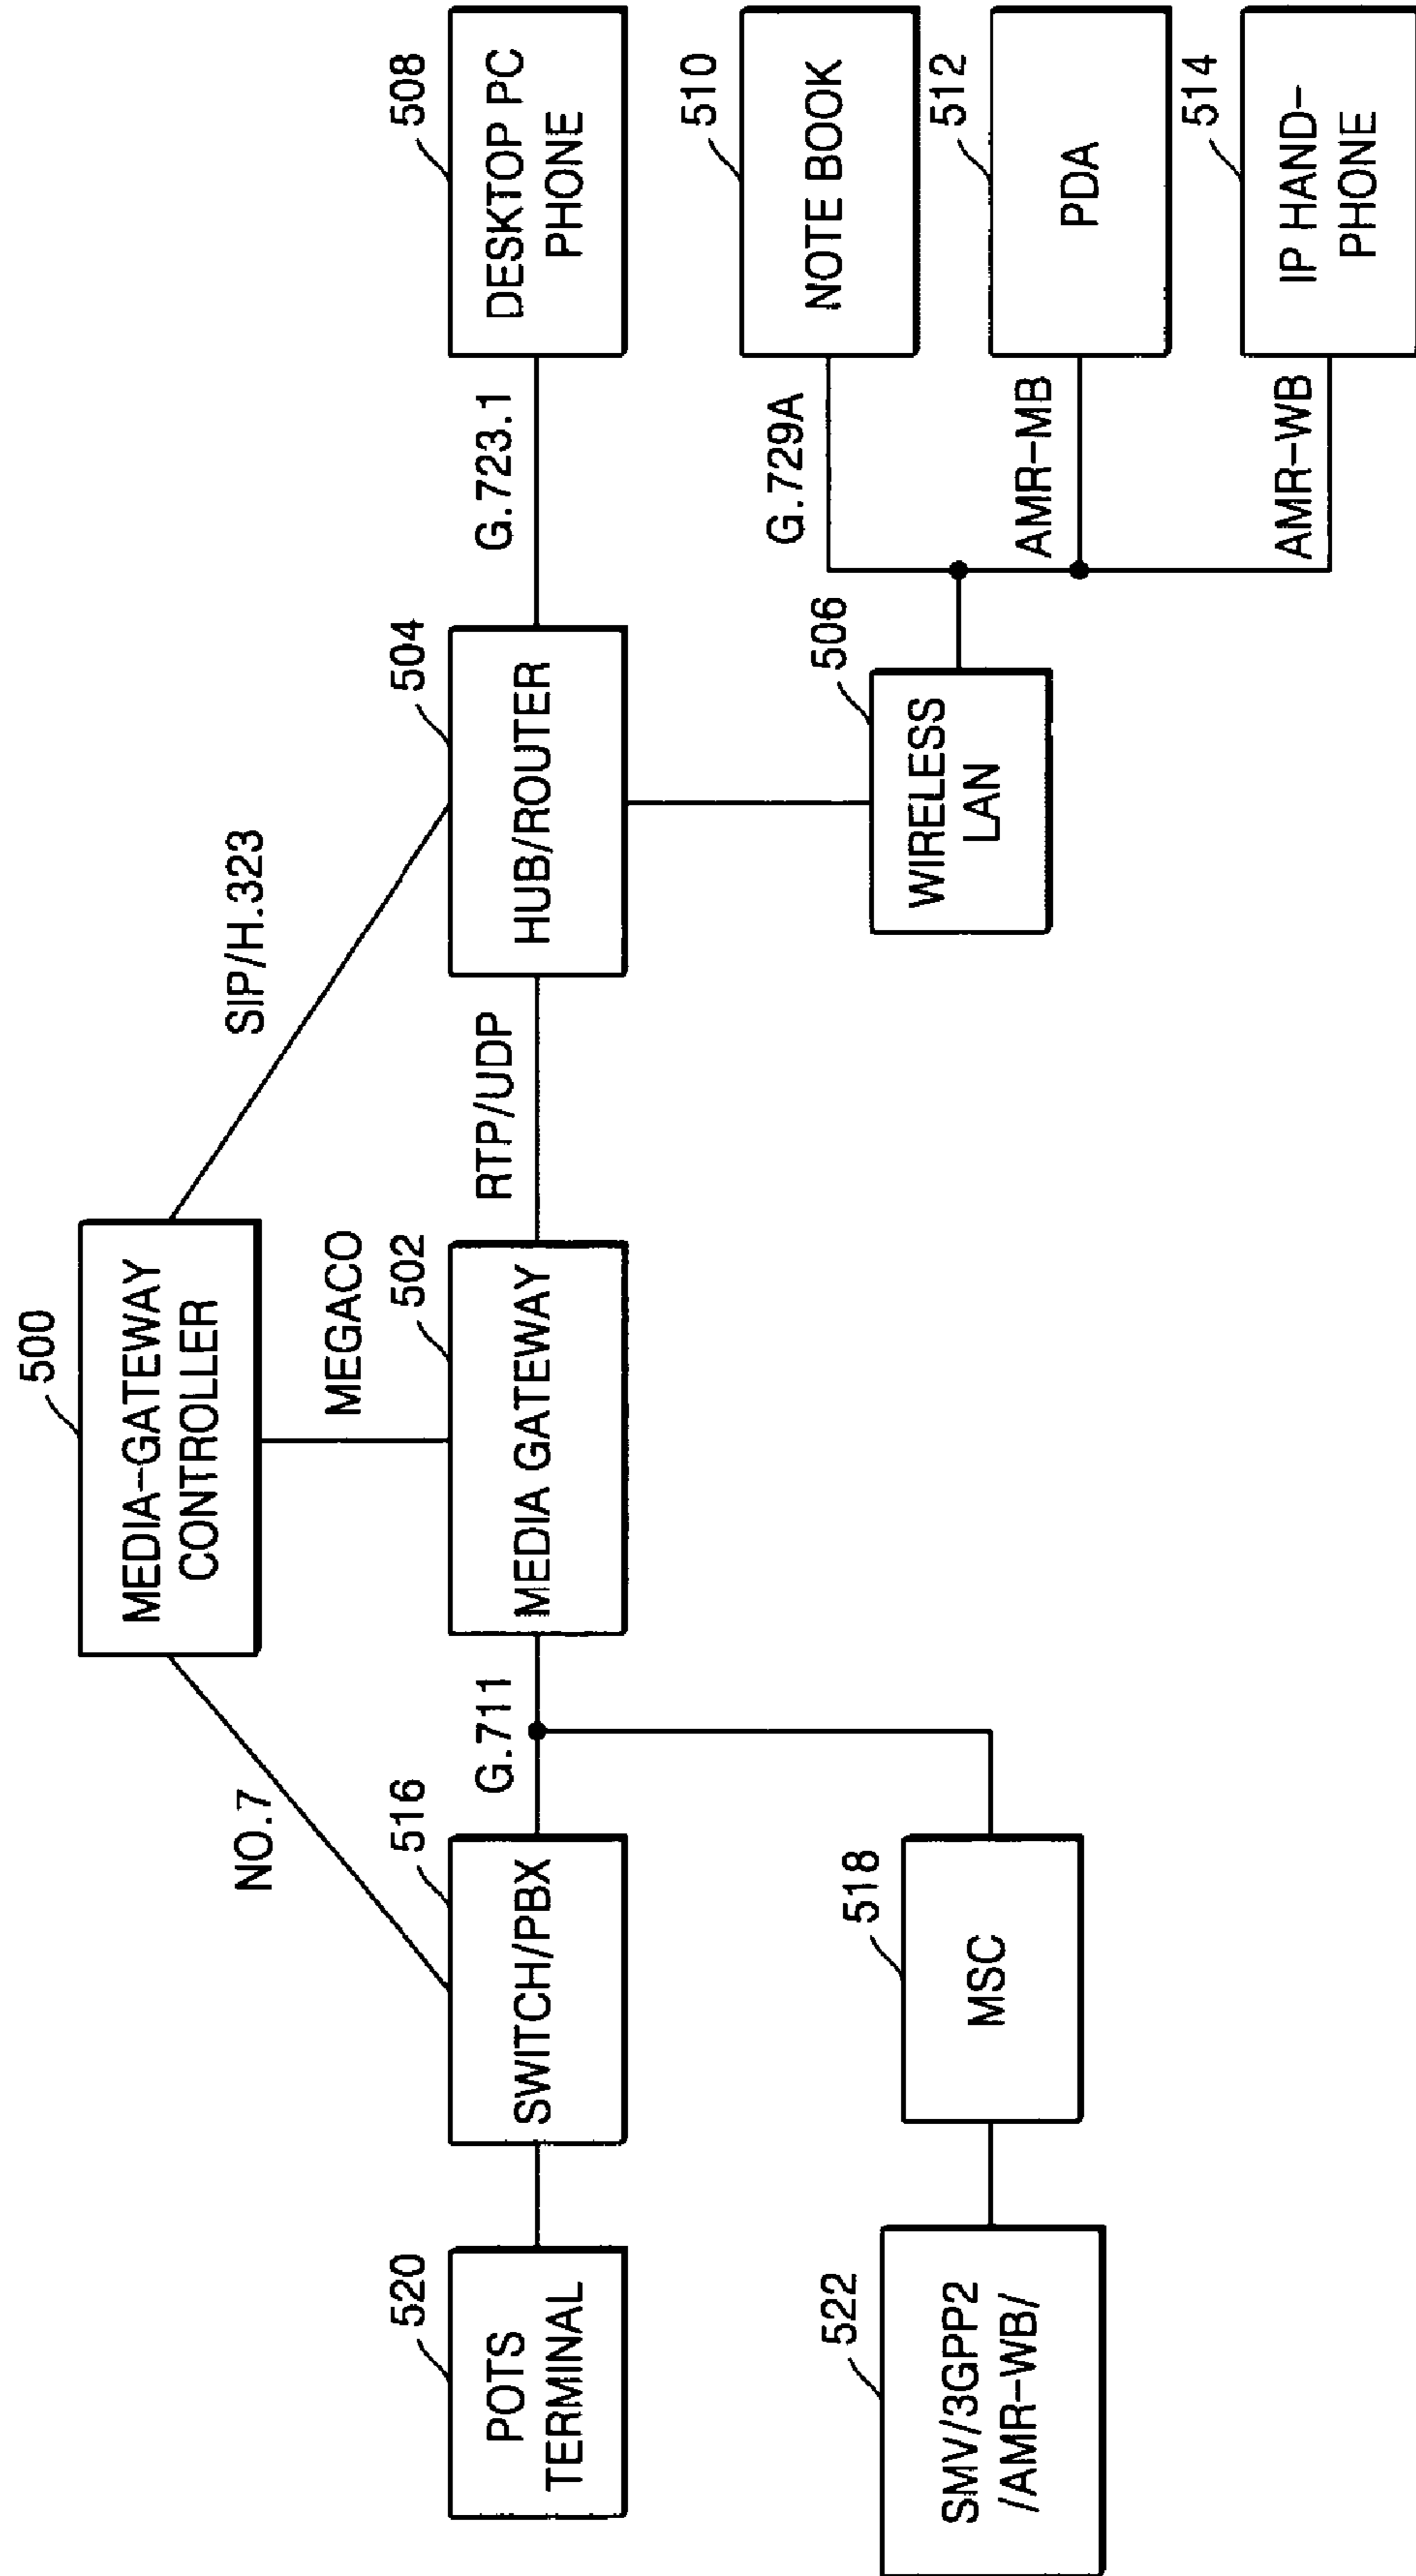 500
MEDIA-GATEWAY
CONTROLLER
NO.7
MEGACO
SIP/H.323
520
POTS
TERMINAL
516
SWITCH/PBX
G.711
502
MEDIA GATEWAY
RTP/UDP
504
HUB/ROUTER
G.723.1
508
DESKTOP PC
PHONE
522
SMV/3GPP2
/AMR-WB/
518
MSC
506
WIRELESS
LAN
G.729A
510
NOTE BOOK
AMR-MB
512
PDA
AMR-WB
514
IP HAND-
PHONE